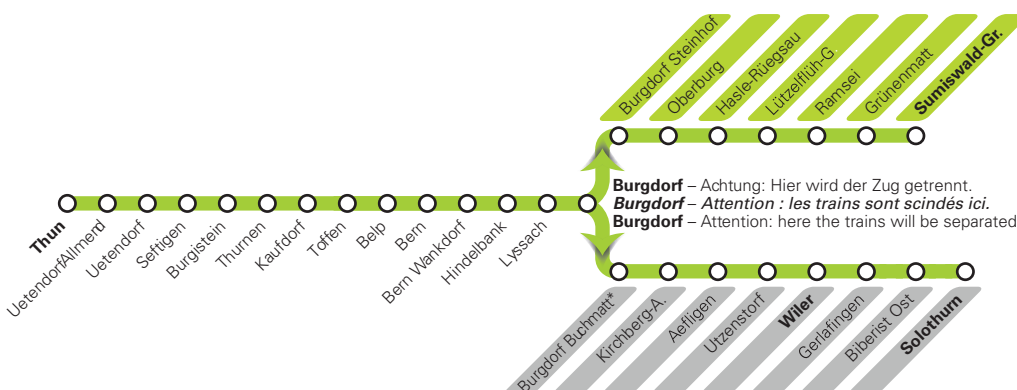 Burgdorf Steinhof
Oberburg
Hasle-Rüegsau
Lützelflüh-G.
Ramsei
Grünenmatt
Sumiswald-Gr.
Burgdorf – Achtung: Hier wird der Zug getrennt.
Burgdorf – Attention : les trains sont scindés ici.
Burgdorf – Attention: here the trains will be separated
Thun
Uetendorf Allmend
Uetendorf
Seftigen
Burgistein
Thurnen
Kaufdorf
Toffen
Belp
Bern
Bern Wankdorf
Hindelbank
Lyssach
Burgdorf Buchmatt*
Kirchberg-A.
Aefligen
Utzenstorf
Wiler
Gerlafingen
Biberist Ost
Solothurn